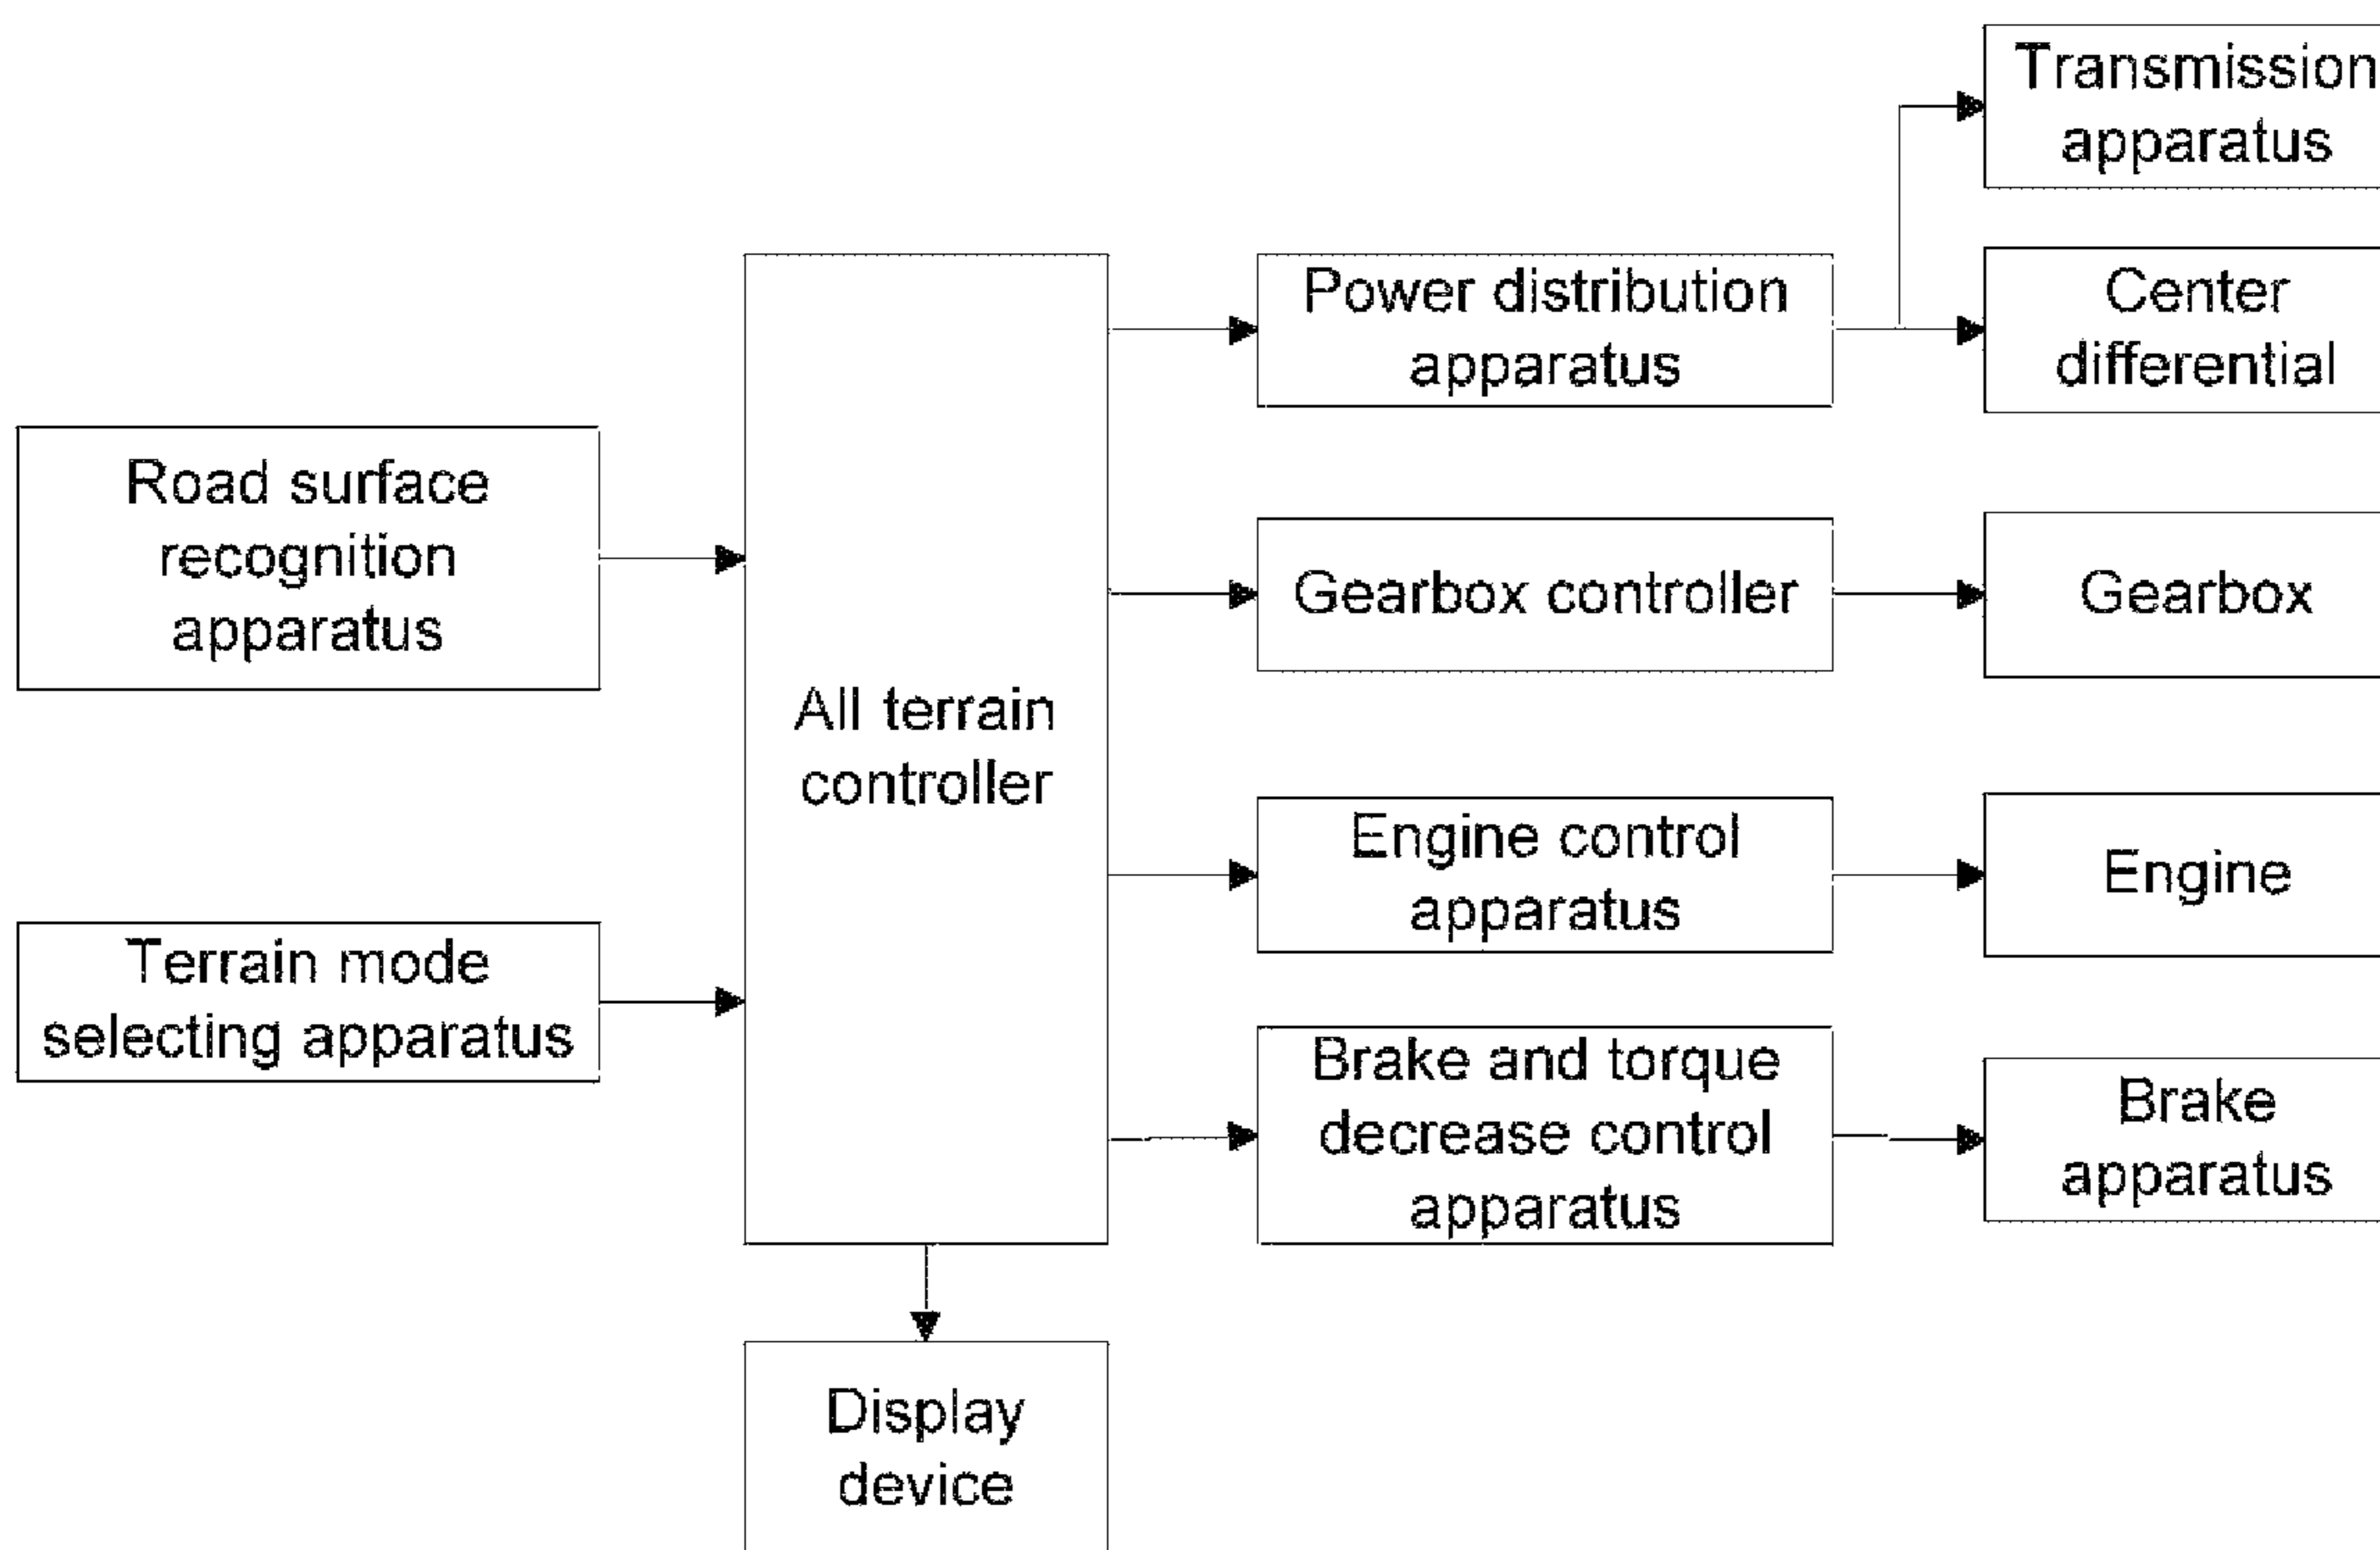 Transmission
apparatus
Power distribution
apparatus
Center
differential
Road surface
recognition
apparatus
All terrain
controller
Gearbox controller
Gearbox
Engine control
apparatus
Engine
Terrain mode
selecting apparatus
Brake and torque
decrease control
apparatus
Brake
apparatus
Display
device